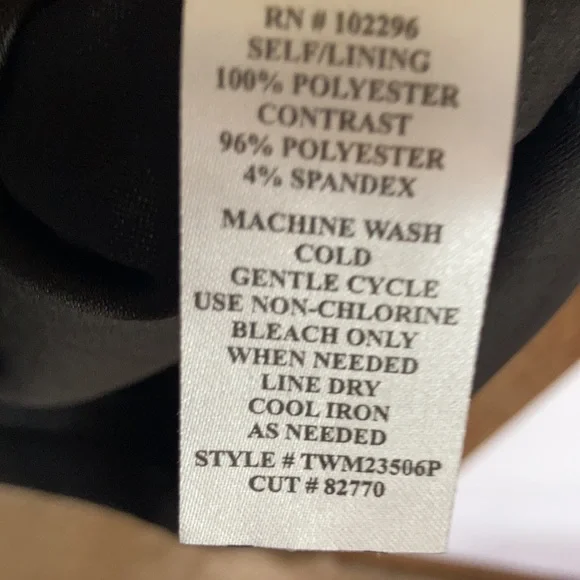 RN # 102296
SELF/LINING
100% POLYESTER
CONTRAST
96% POLYESTER
4% SPANDEX
MACHINE WASH
COLD
GENTLE CYCLE
USE NON-CHLORINE
BLEACH ONLY
WHEN NEEDED
LINE DRY
COOL IRON
AS NEEDED
STYLE # TWM23506P
CUT # 82770